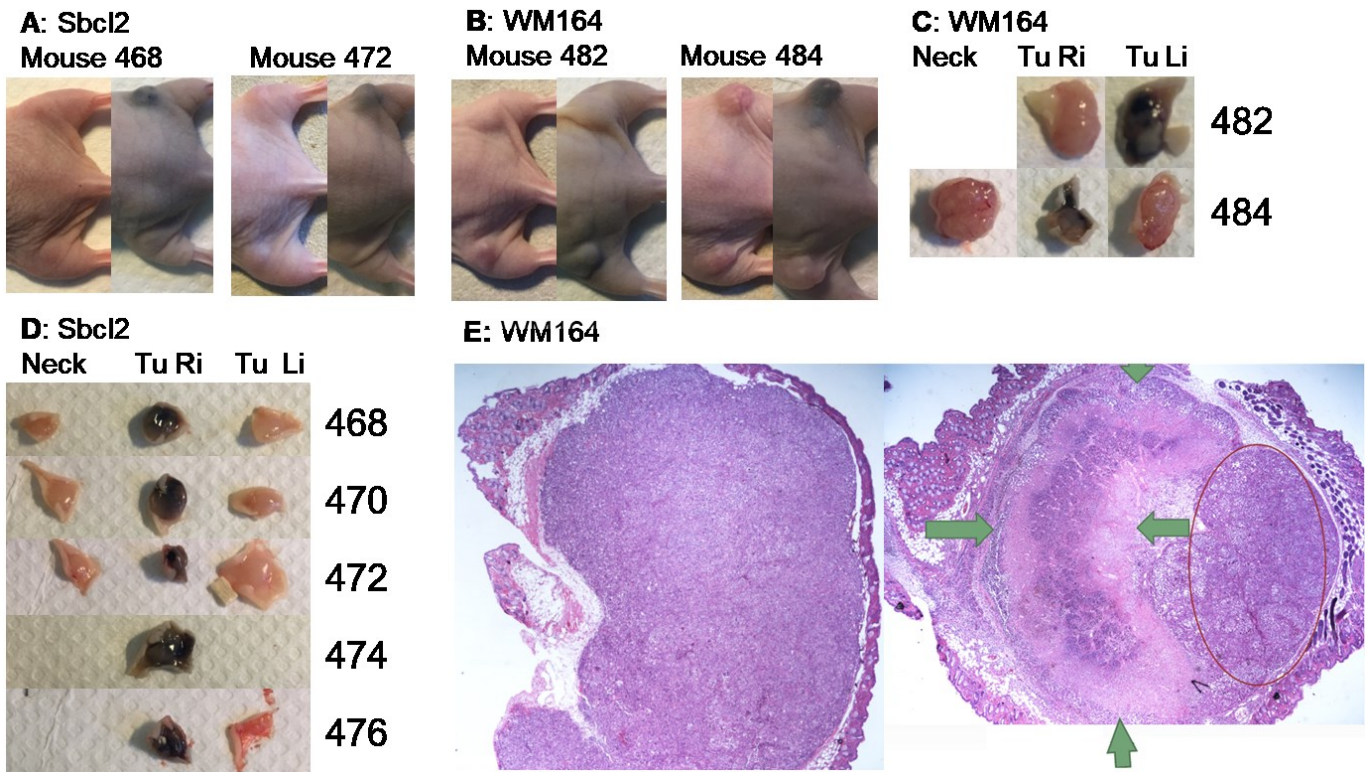 A: Sbcl2
Mouse 468 Mouse 472
B: WM164
Mouse 482 Mouse 484
C: WM164
Neck Tu Ri Tu Li
482
484
D: Sbcl2
Neck Tu Ri Tu Li
468
470
472
474
476
E: WM164